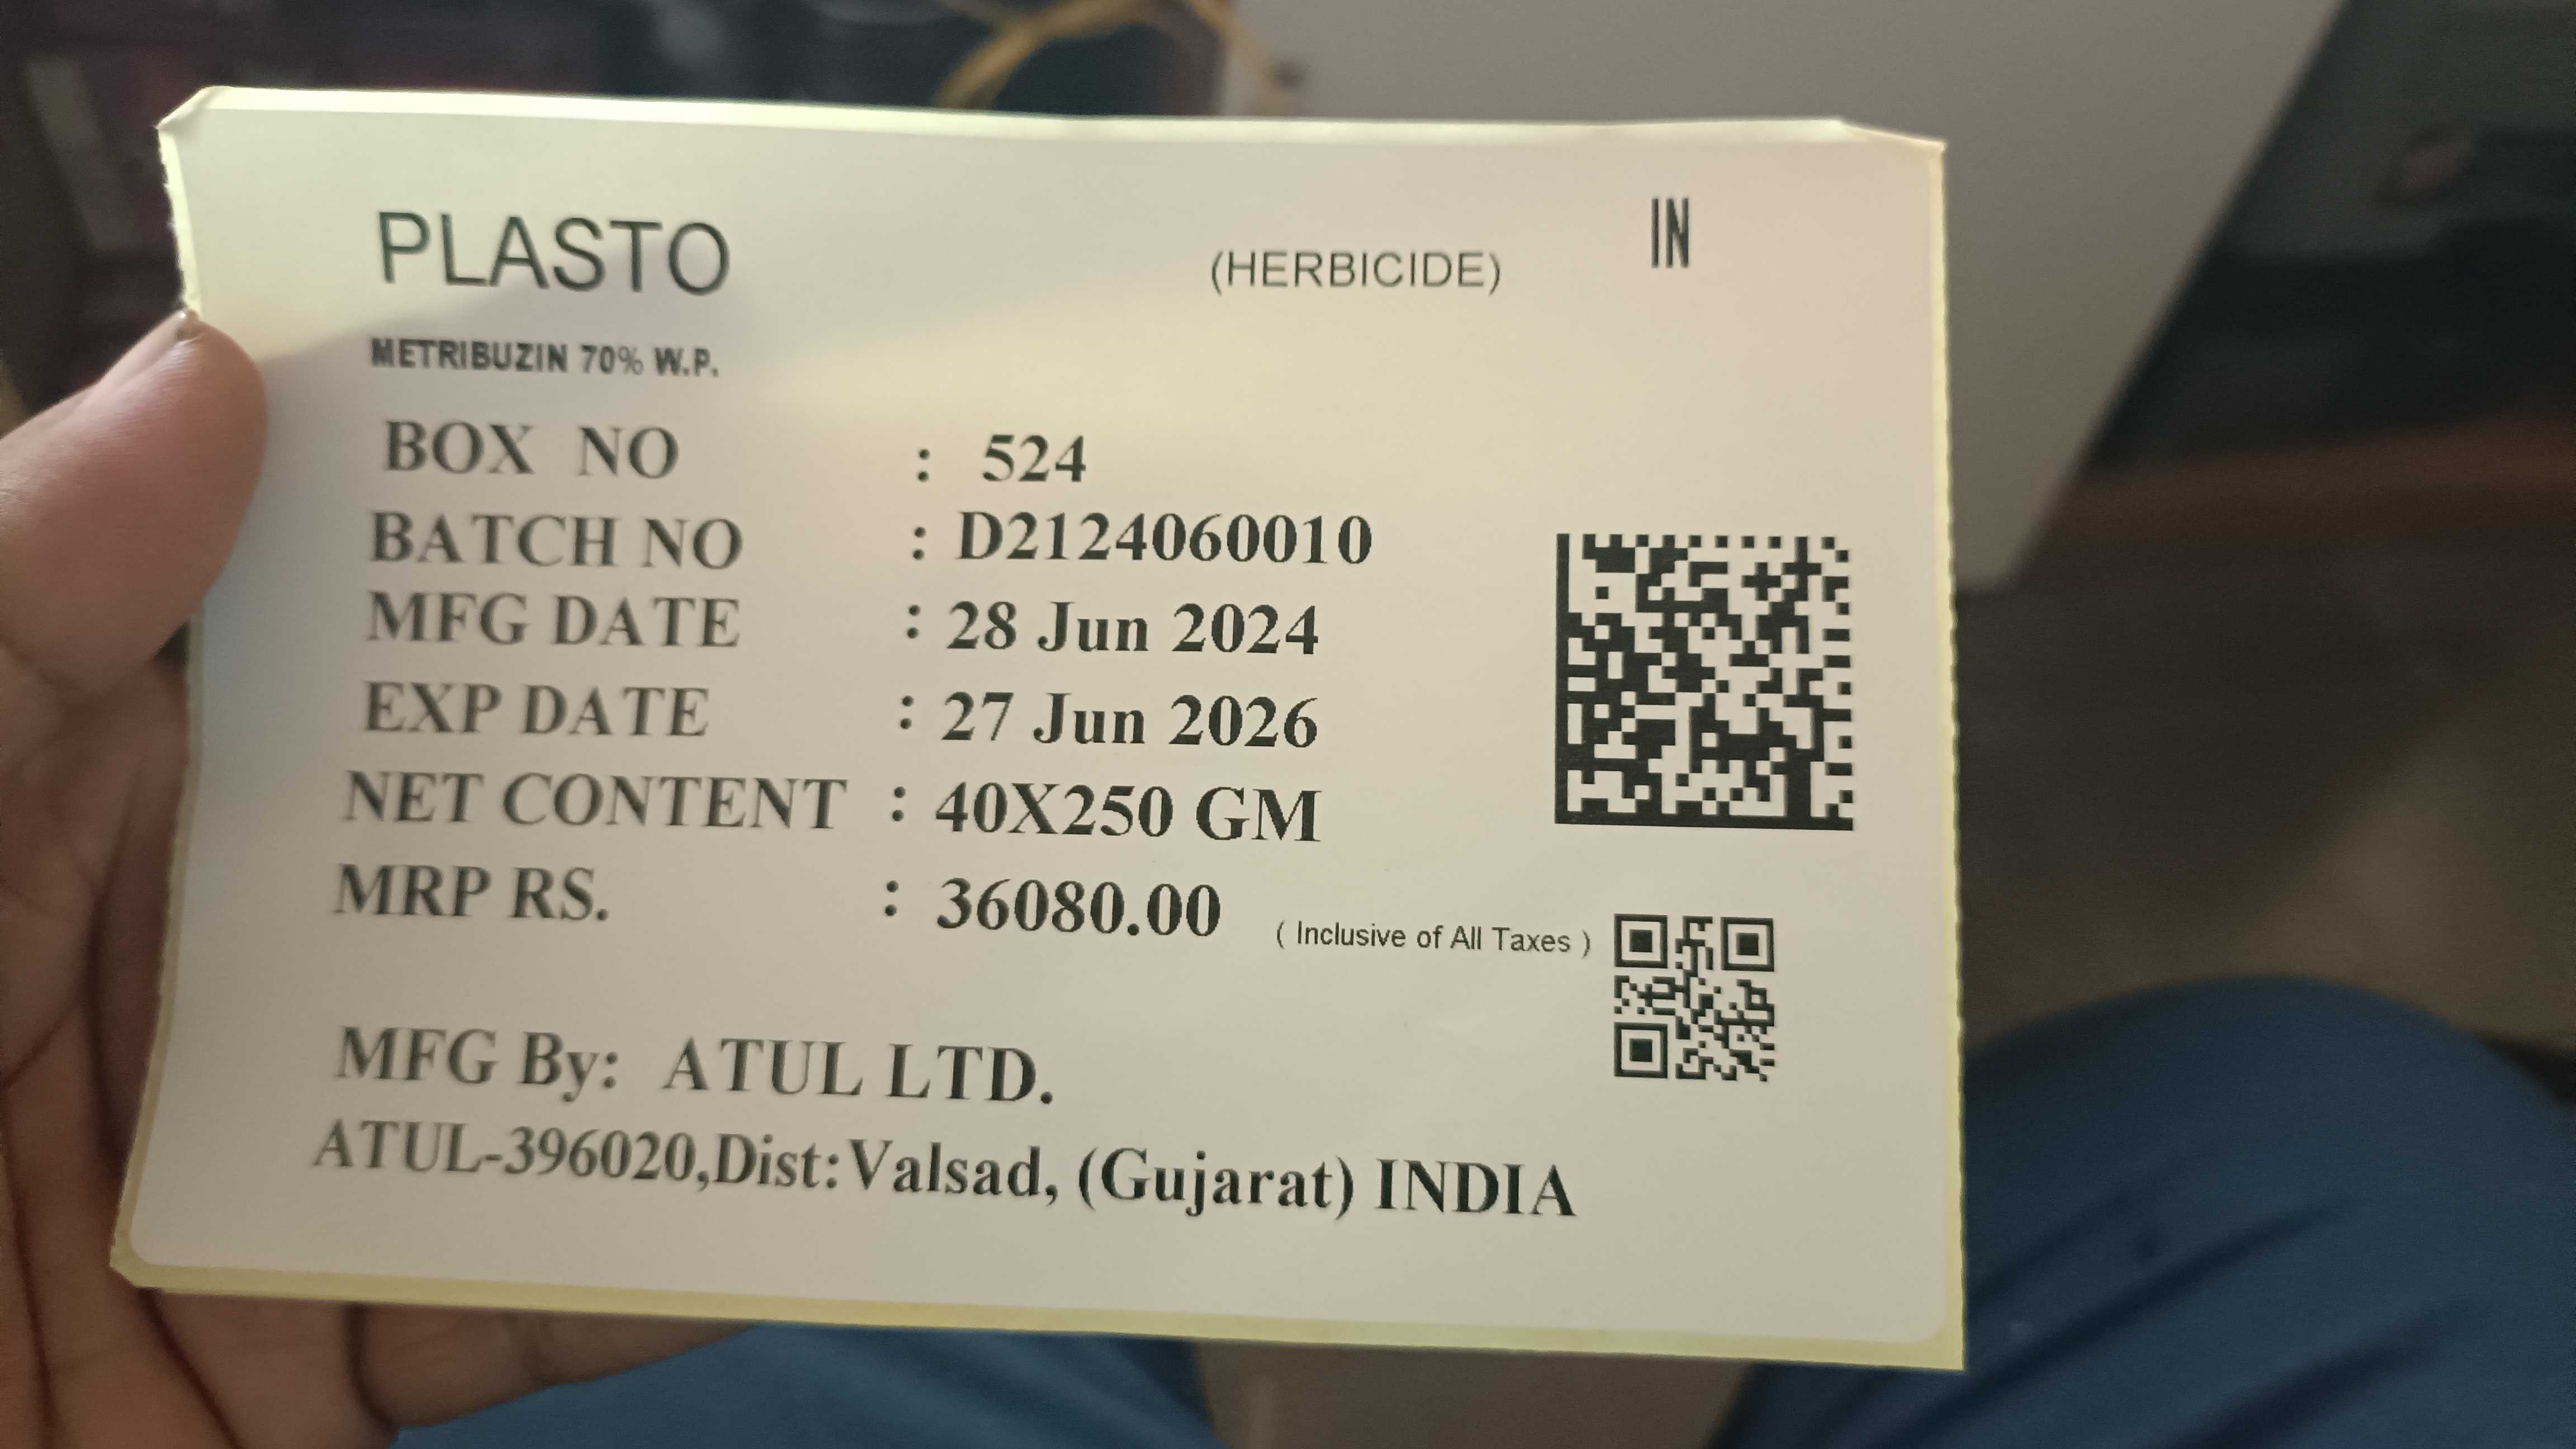 PLASTO (HERBICIDE) IN
METRIBUZIN 70% W.P.
BOX NO : 524
BATCH NO : D2124060010
MFG DATE : 28 Jun 2024
EXP DATE : 27 Jun 2026
NET CONTENT : 40X250 GM
MRP RS. : 36080.00 ( Inclusive of All Taxes )
MFG By: ATUL LTD.
ATUL-396020,Dist:Valsad, (Gujarat) INDIA